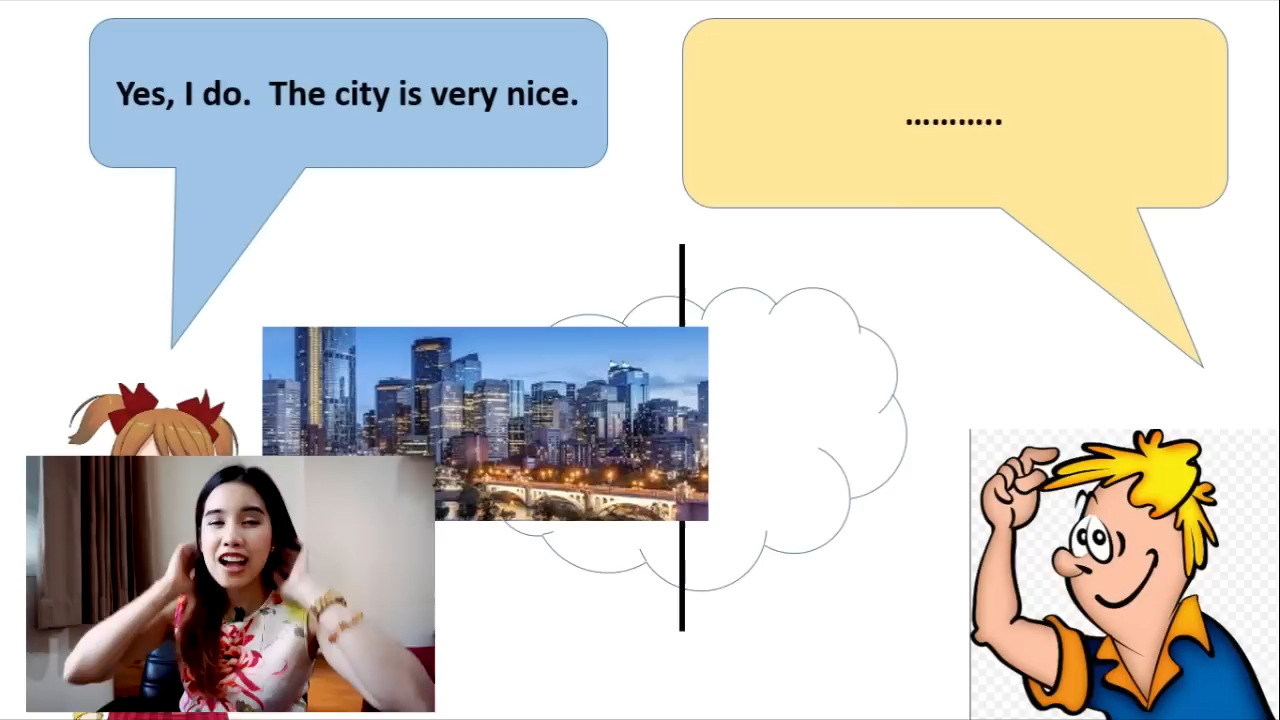 Yes, I do.  The city is very nice.
...........